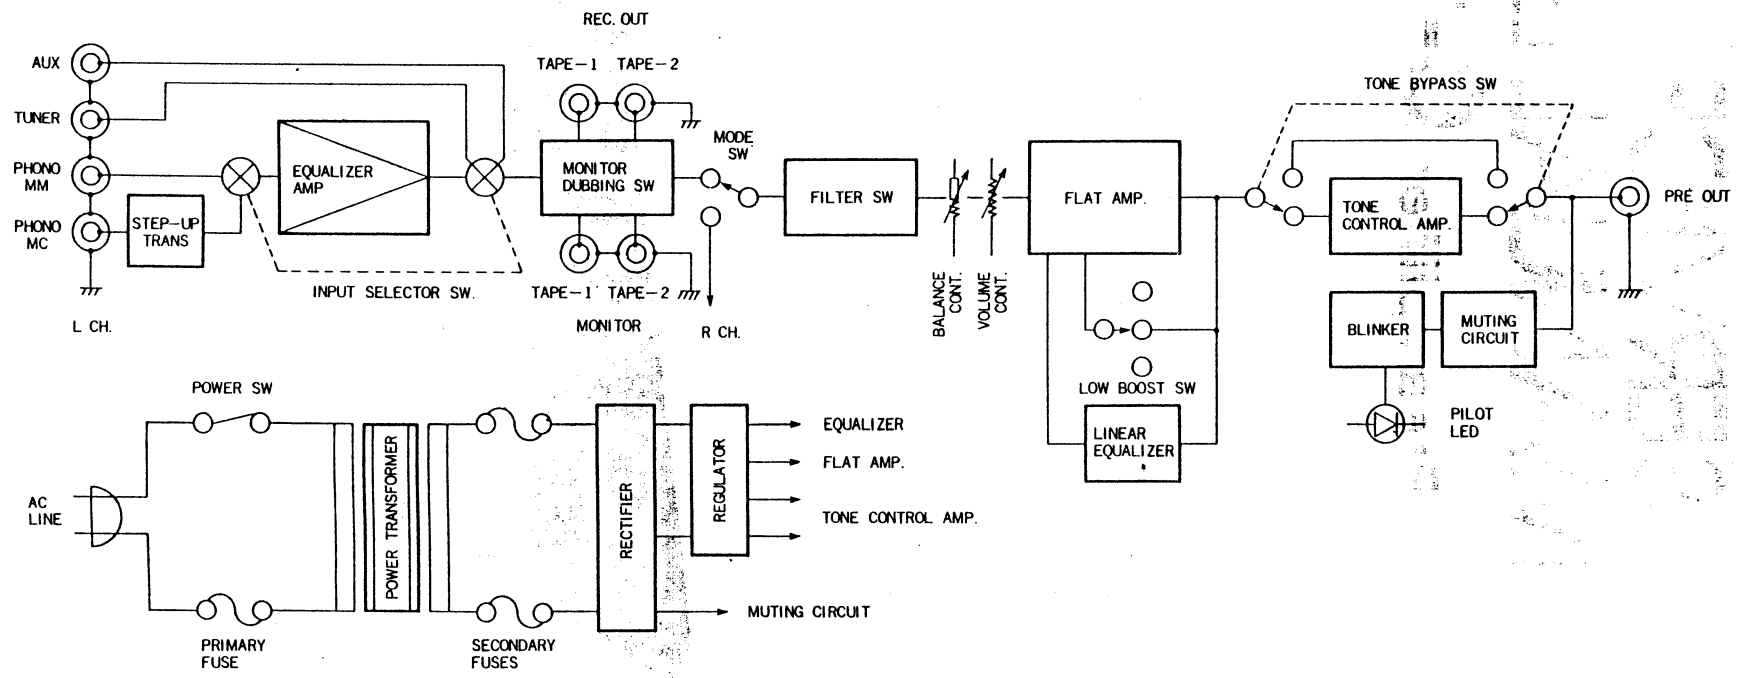 REC. OUT
AUX
TAPE-1 TAPE-2
TONE BYPASS SW
TUNER
MODE
SW
PHONO
MM
EQUALIZER
AMP
MONITOR
DUBBING SW
FILTER SW
FLAT AMP.
TONE
CONTROL AMP.
PRE OUT
PHONO
MC
STEP-UP
TRANS
INPUT SELECTOR SW.
TAPE-1 TAPE-2
MONITOR
L CH.
R CH.
BALANCE
CONT.
VOLUME
CONT.
BLINKER
MUTING
CIRCUIT
LOW BOOST SW
LINEAR
EQUALIZER
PILOT
LED
POWER SW
AC
LINE
POWER TRANSFORMER
RECTIFIER
REGULATOR
EQUALIZER
FLAT AMP.
TONE CONTROL AMP.
MUTING CIRCUIT
PRIMARY
FUSE
SECONDARY
FUSES